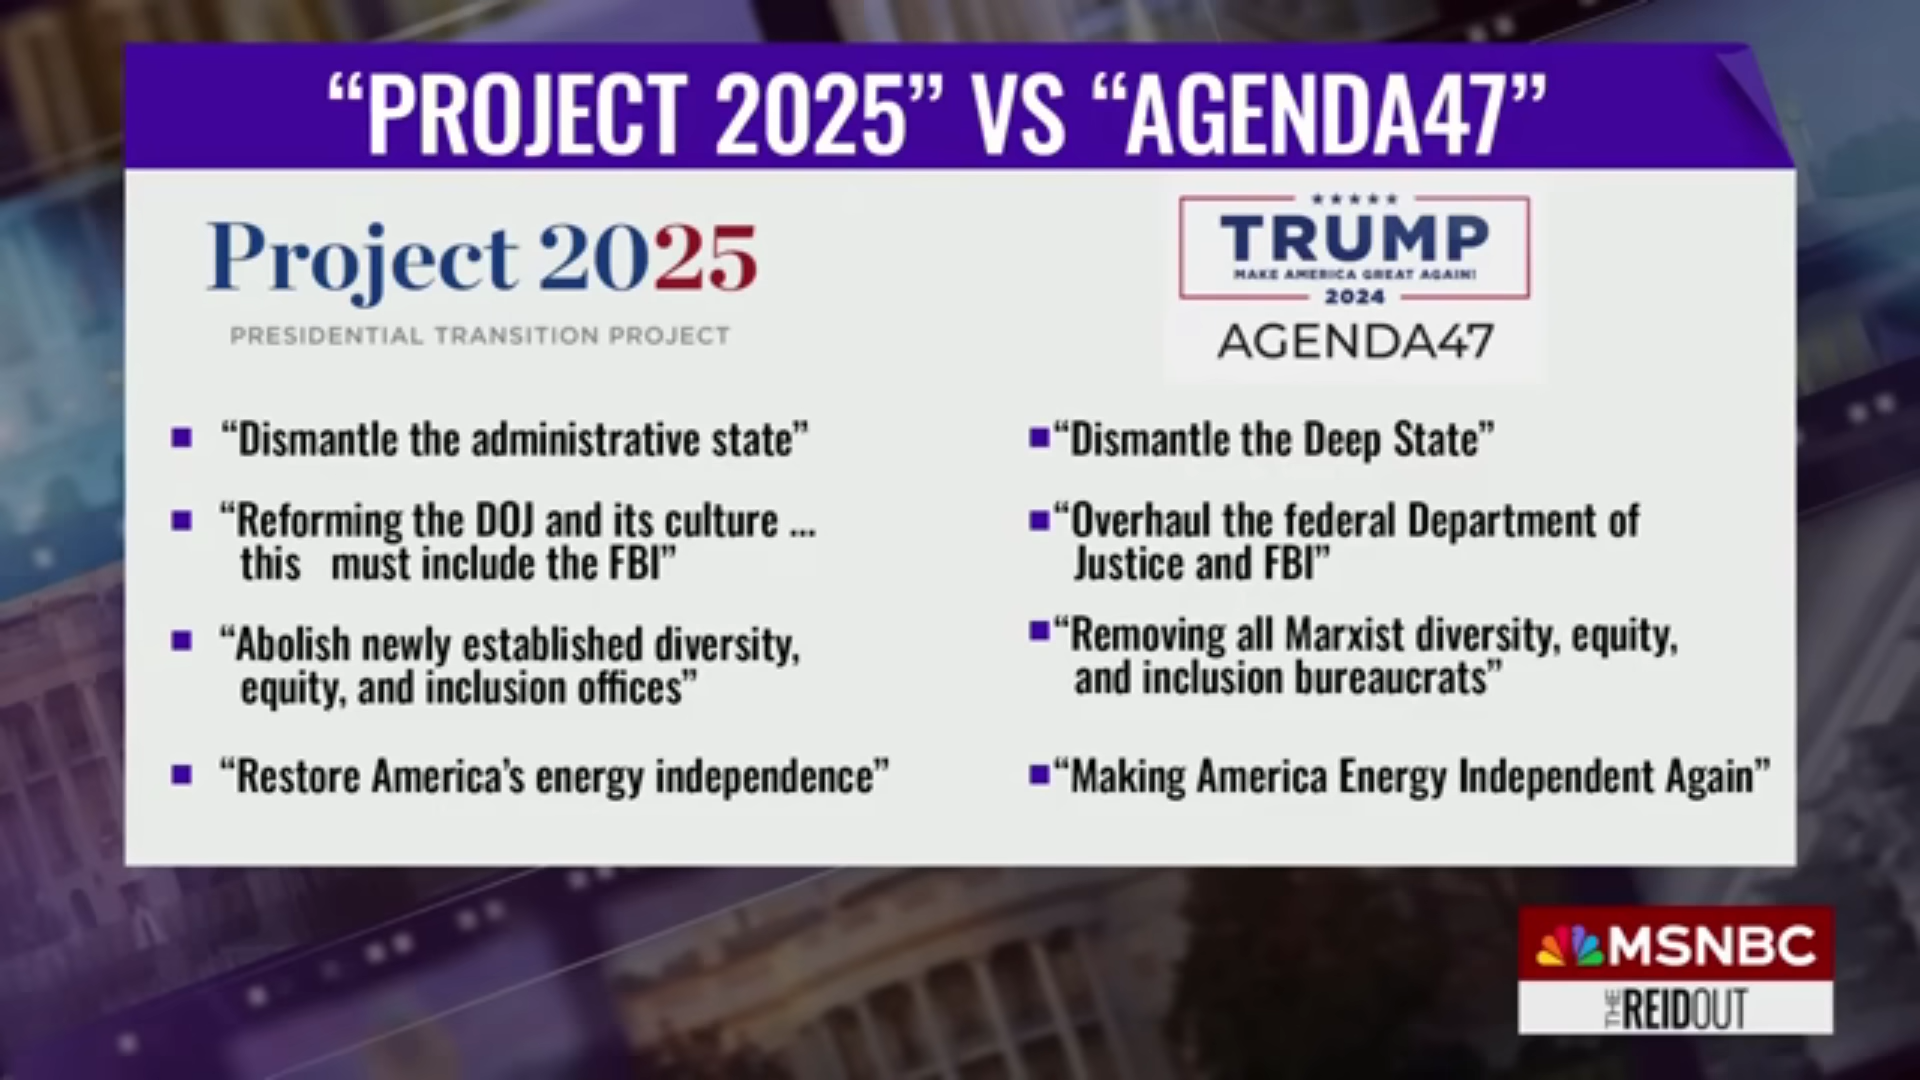 “PROJECT 2025” VS “AGENDA47”
Project 2025
PRESIDENTIAL TRANSITION PROJECT
“Dismantle the administrative state”
“Reforming the DOJ and its culture ...
this must include the FBI”
“Abolish newly established diversity,
equity, and inclusion offices”
“Restore America’s energy independence”
TRUMP
MAKE AMERICA GREAT AGAIN!
2024
AGENDA47
“Dismantle the Deep State”
“Overhaul the federal Department of
Justice and FBI”
“Removing all Marxist diversity, equity,
and inclusion bureaucrats”
“Making America Energy Independent Again”
MSNBC
THE REIDOUT